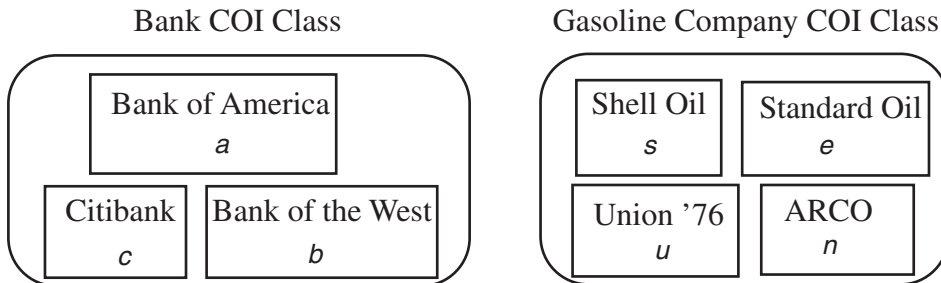 Bank COI Class
Bank of America
a
Citibank
c
Bank of the West
b
Gasoline Company COI Class
Shell Oil
s
Standard Oil
e
Union ’76
u
ARCO
n